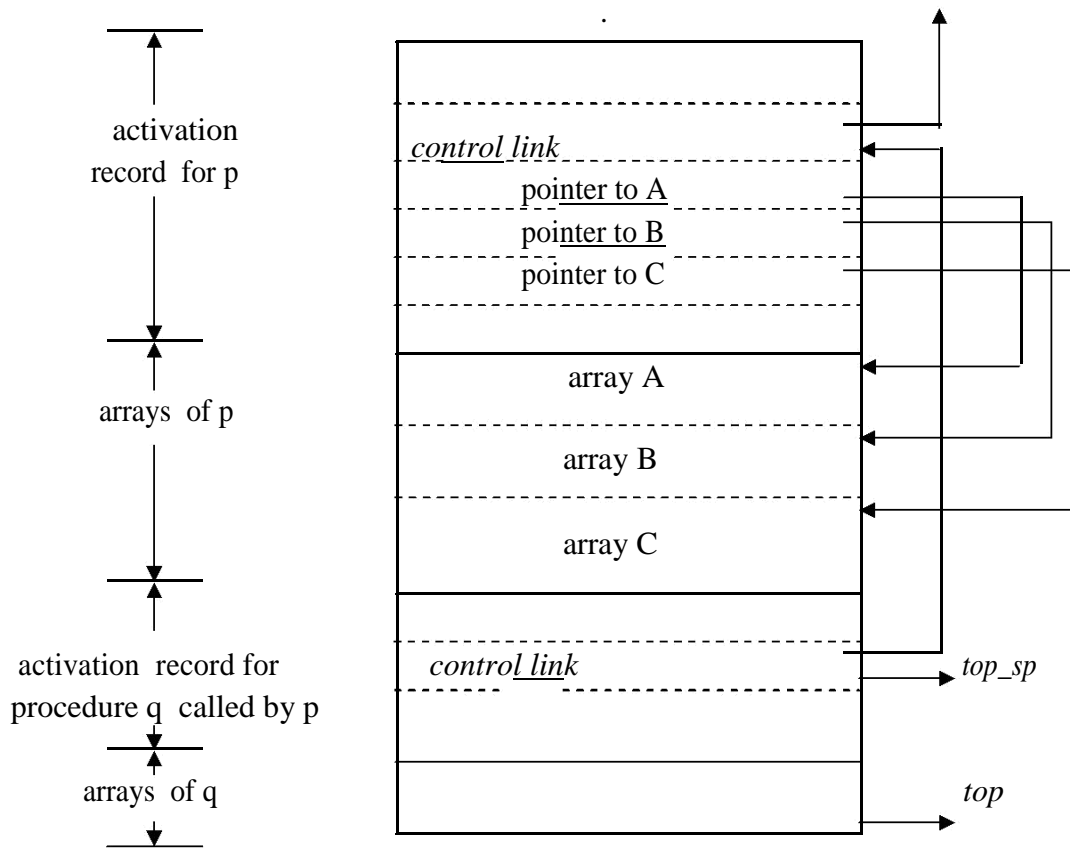 activation
record for p
control link
pointer to A
pointer to B
pointer to C
array A
arrays of p
array B
array C
activation record for
procedure q called by p
control link
top_sp
arrays of q
top